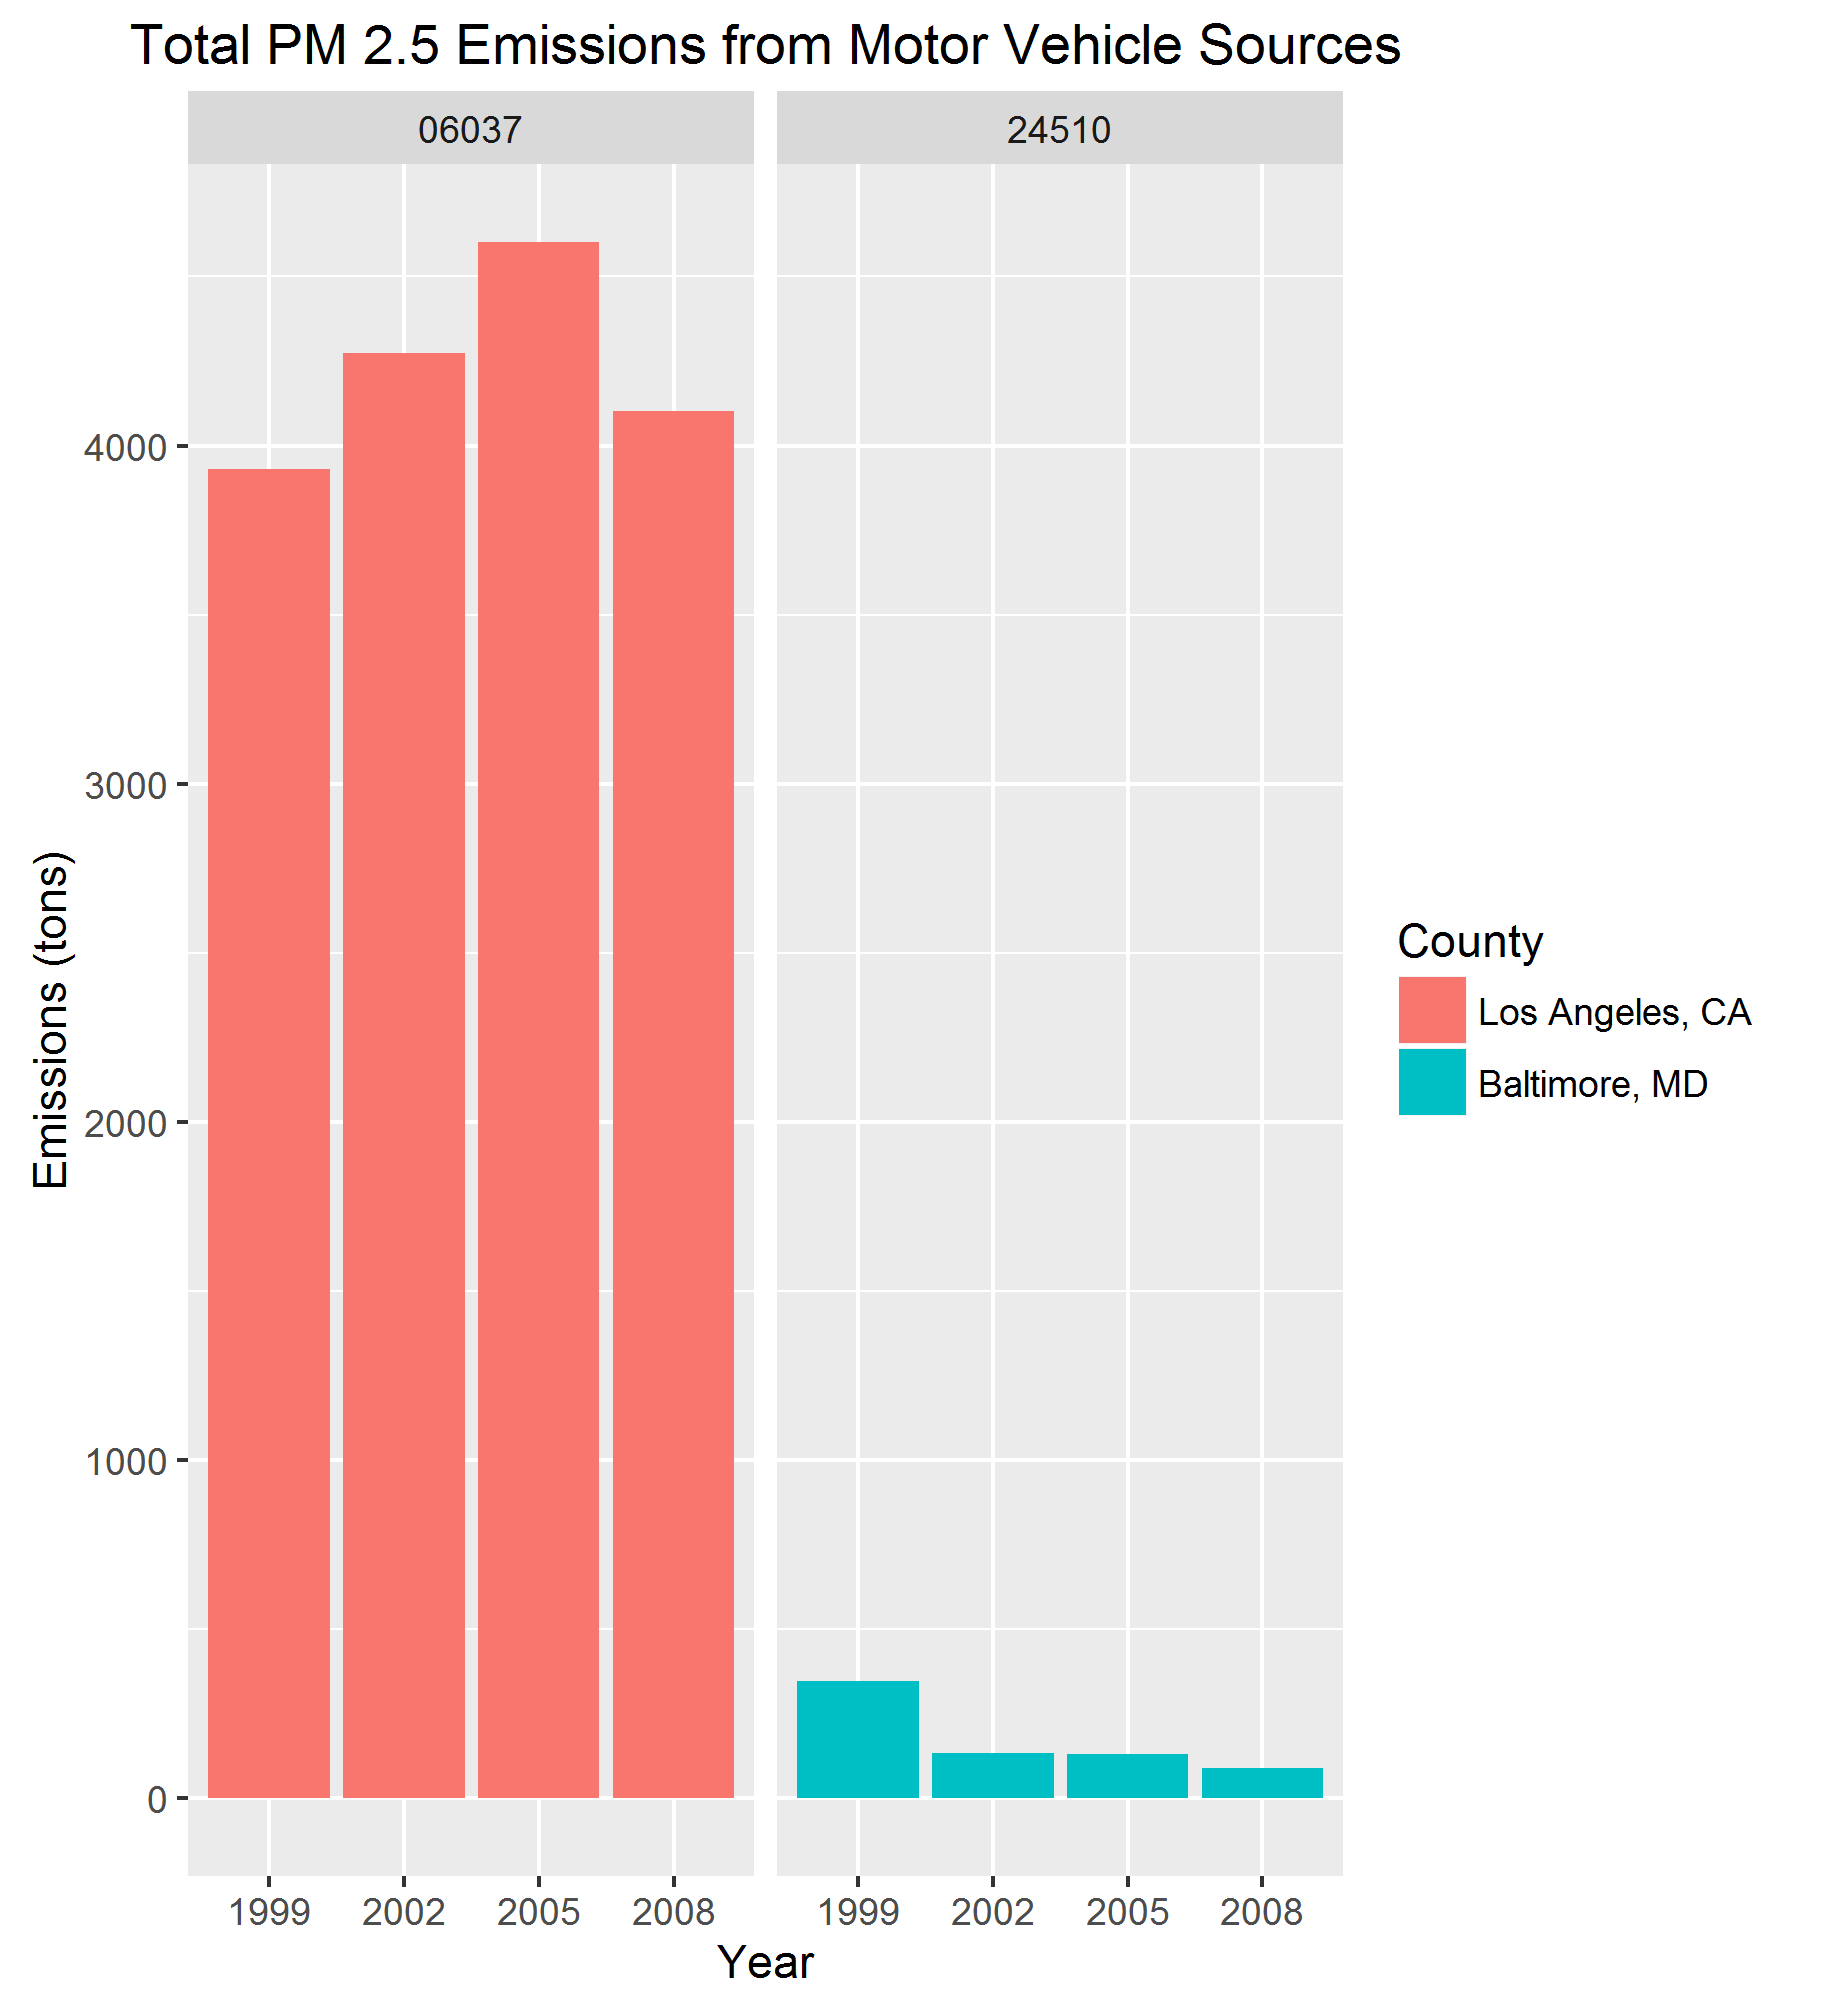 Total PM 2.5 Emissions from Motor Vehicle Sources
06037
24510
4000
3000
2000
1000
0
Emissions (tons)
1999 2002 2005 2008
1999 2002 2005 2008
Year
County
Los Angeles, CA
Baltimore, MD